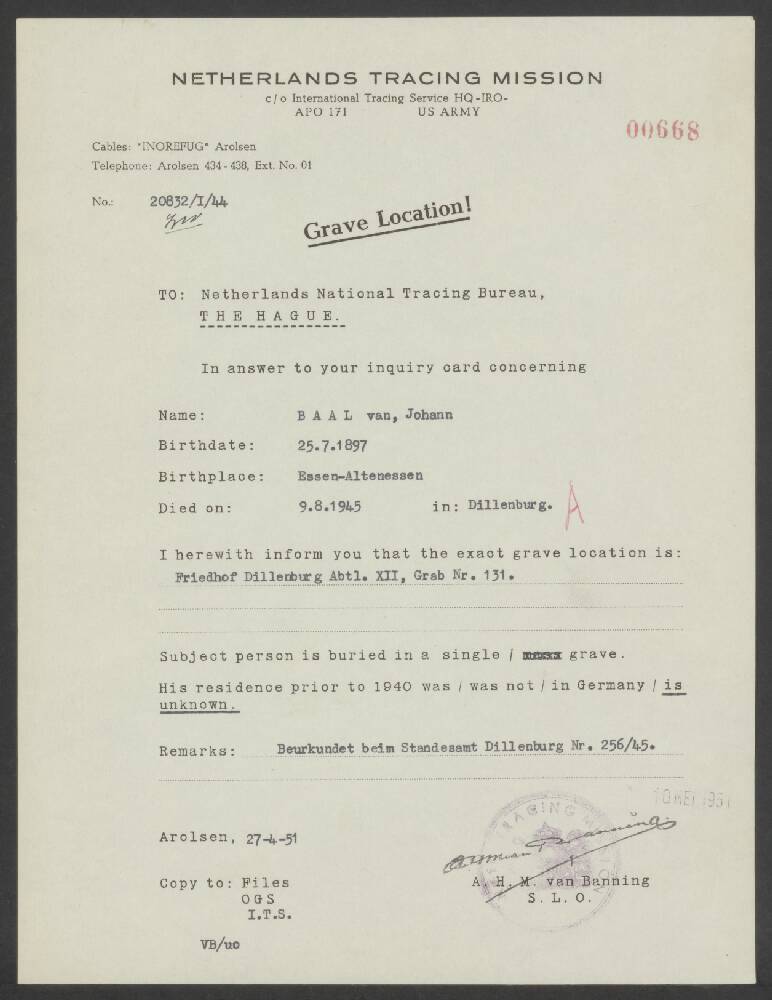 NETHERLANDS TRACING MISSION
c/o International Tracing Service HQ-IRO-
APO 171 US ARMY
00668
Cables: "INOREFUG" Arolsen
Telephone: Arolsen 434-438, Ext. No. 01
No.: 20832/I/44
Grave Location!
TO: Netherlands National Tracing Bureau,
THE HAGUE.
In answer to your inquiry card concerning
Name: BAAL van, Johann
Birthdate: 25.7.1897
Birthplace: Essen-Altenessen
Died on: 9.8.1945 in: Dillenburg.
A
I herewith inform you that the exact grave location is:
Friedhof Dillenburg Abtl. XII, Grab Nr. 131.
Subject person is buried in a single / grave.
His residence prior to 1940 was / was not / in Germany / is
unknown.
Remarks: Beurkundet beim Standesamt Dillenburg Nr. 256/45.
10 MEI 1951
Arolsen, 27-4-51
Copy to: Files
OGS
I.T.S.
A. H. M. van Banning
S. L. O.
VB/uc